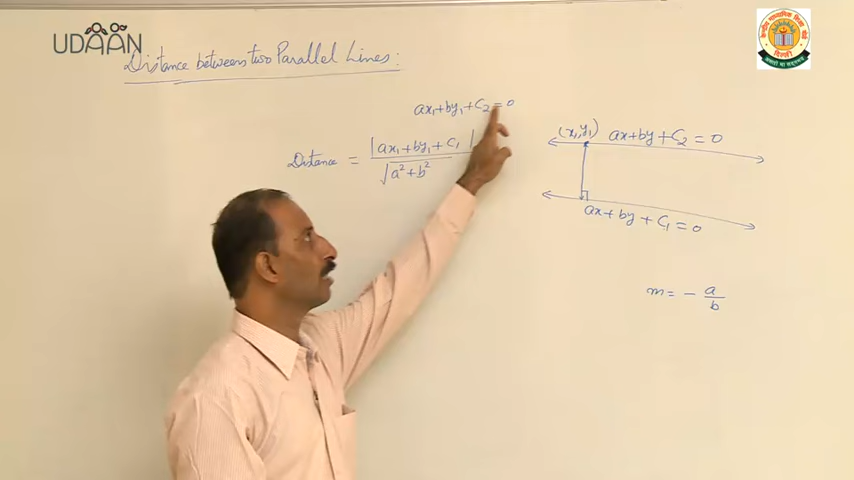 UDAAN
Distance between two Parallel Lines :
ax₁+by₁+C₂=0
Distance = |ax₁+by₁+C₁| / √a²+b²
(x₁,y₁) ax+by+C₂=0
ax+by+C₁=0
m = - a/b